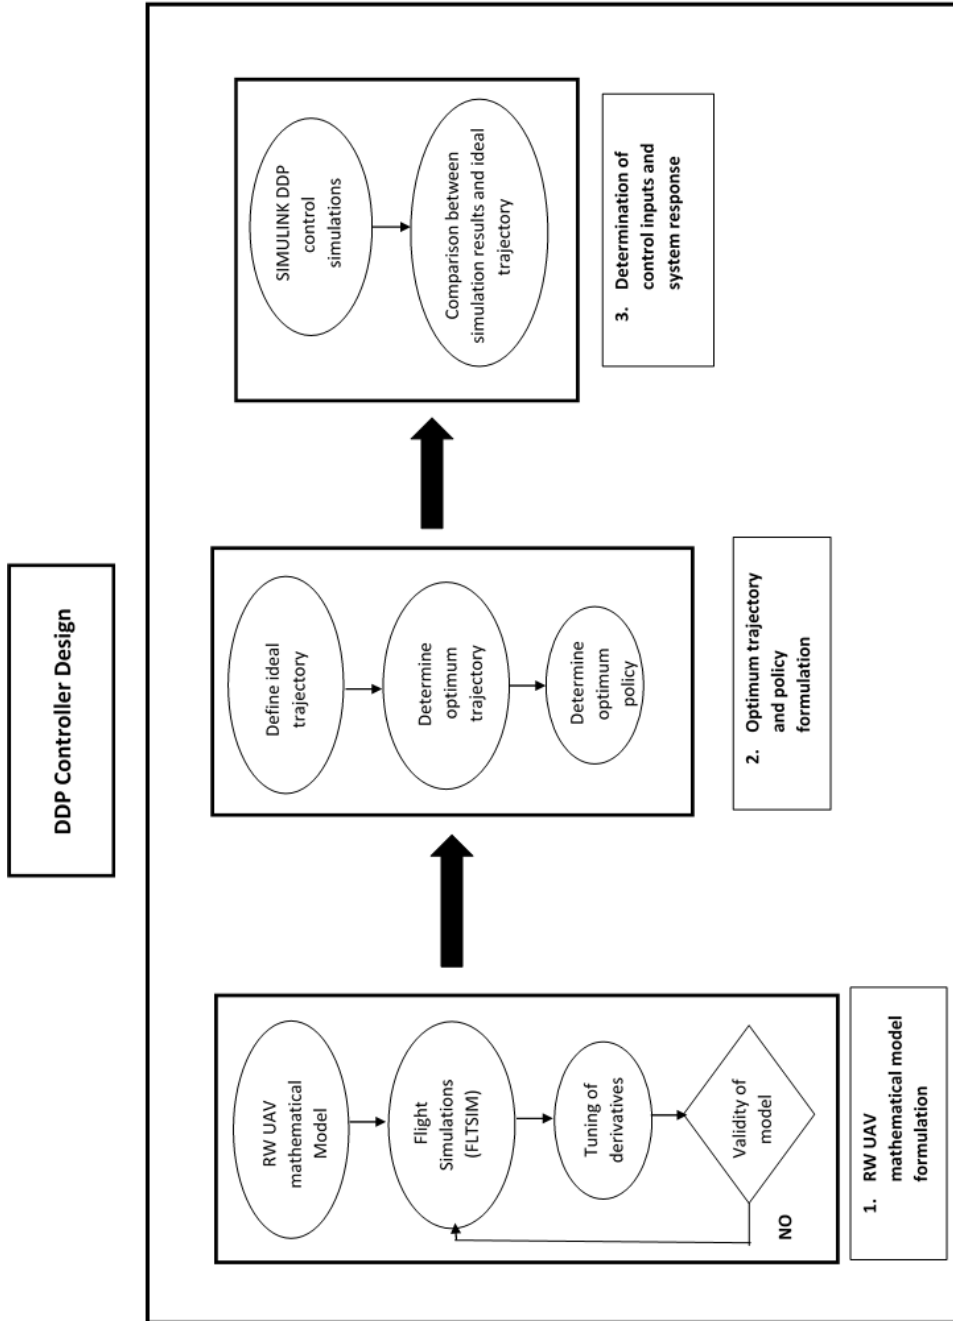 DDP Controller Design
RW UAV
mathematical
Model
Flight
Simulations
(FLTSIM)
Tuning of
derivatives
Validity of
model
NO
1. RW UAV
mathematical model
formulation
Define ideal
trajectory
Determine
optimum
trajectory
Determine
optimum
policy
2. Optimum trajectory
and policy
formulation
SIMULINK DDP
control
simulations
Comparison between
simulation results and ideal
trajectory
3. Determination of
control inputs and
system response